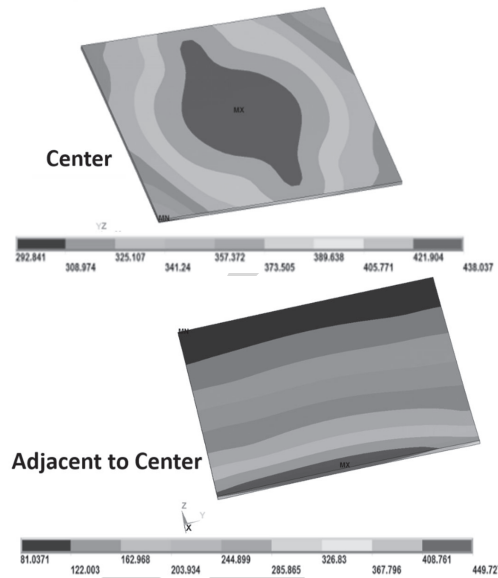 MX
Center
MN
YZ
292.841 325.107 357.372 389.638 421.904
308.974 341.24 373.505 405.771 438.037
MX
Adjacent to Center
Z
Y
X
81.0371 162.968 244.899 326.83 408.761
122.003 203.934 285.865 367.796 449.72